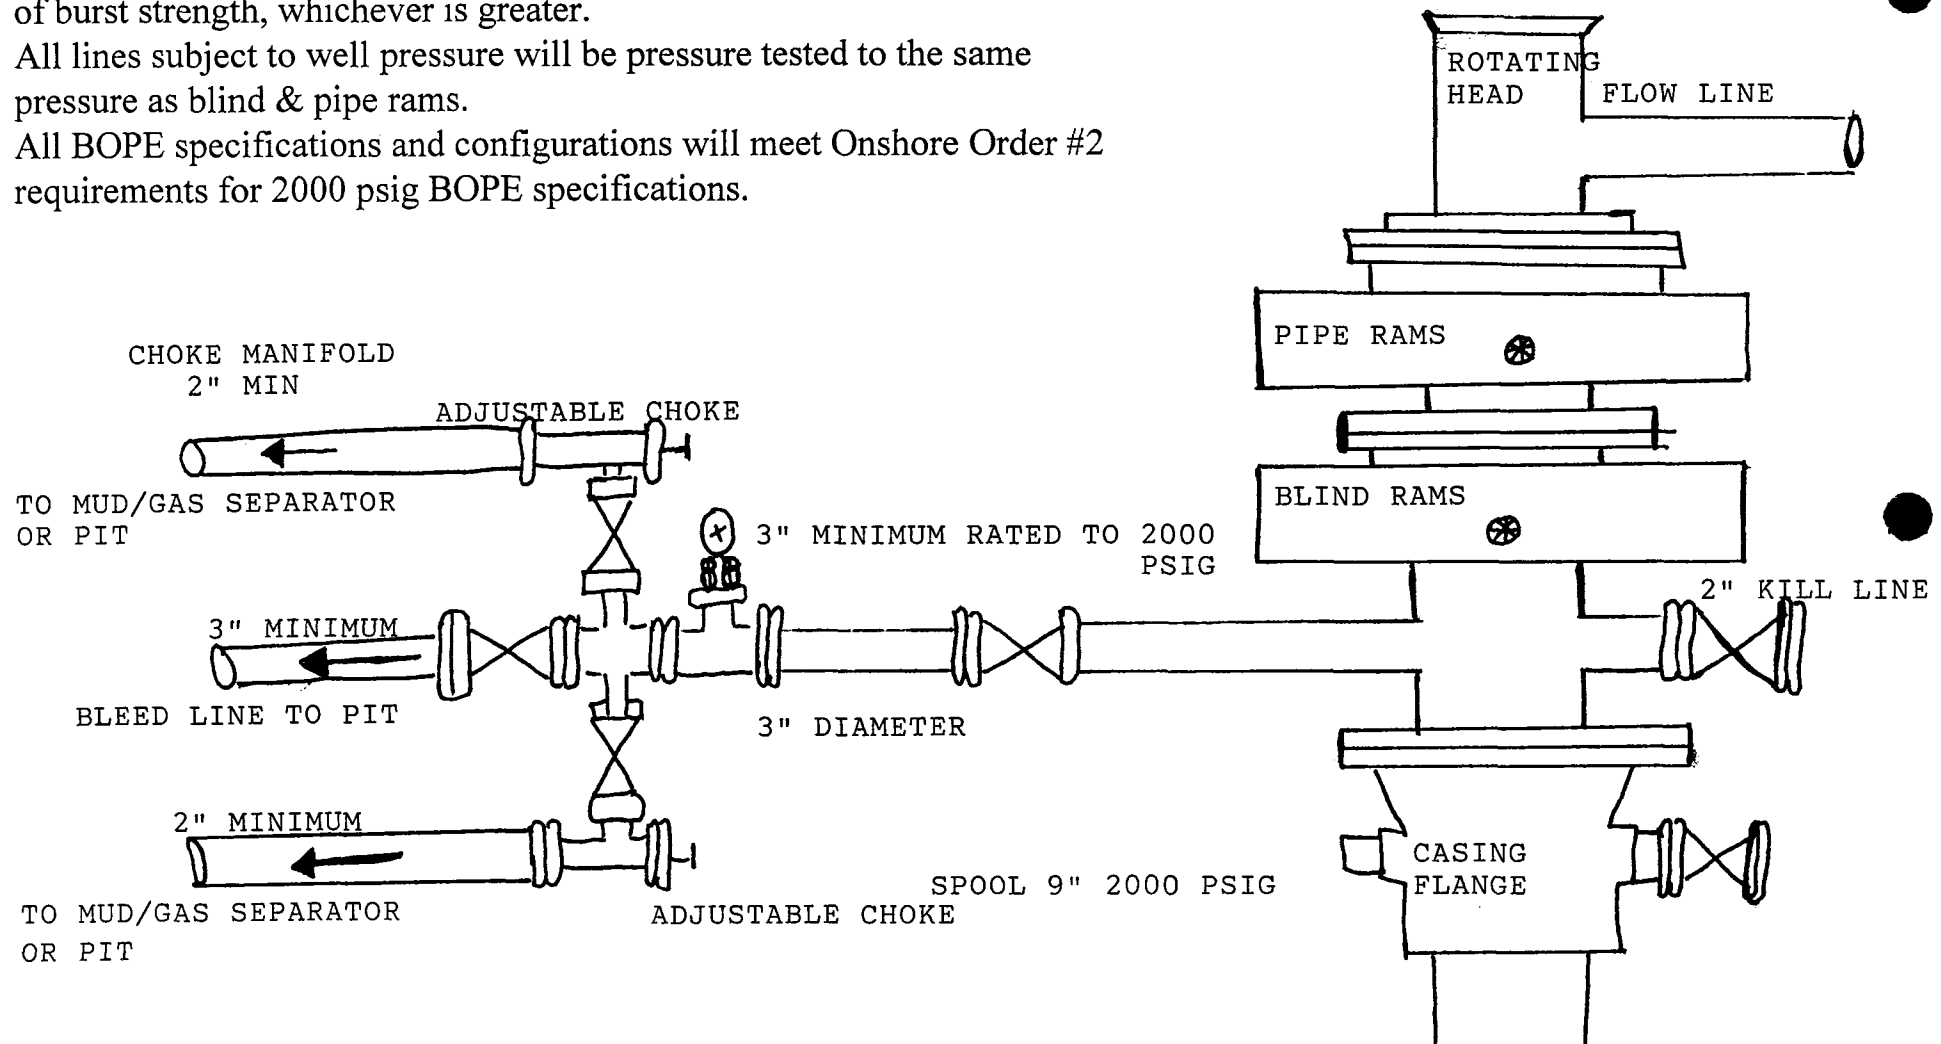 of burst strength, whichever is greater.
All lines subject to well pressure will be pressure tested to the same
pressure as blind & pipe rams.
All BOPE specifications and configurations will meet Onshore Order #2
requirements for 2000 psig BOPE specifications.
ROTATING
HEAD
FLOW LINE
PIPE RAMS
CHOKE MANIFOLD
2" MIN
ADJUSTABLE CHOKE
TO MUD/GAS SEPARATOR
OR PIT
BLIND RAMS
3" MINIMUM RATED TO 2000
PSIG
2" KILL LINE
3" MINIMUM
BLEED LINE TO PIT
3" DIAMETER
2" MINIMUM
CASING
FLANGE
SPOOL 9" 2000 PSIG
TO MUD/GAS SEPARATOR
OR PIT
ADJUSTABLE CHOKE